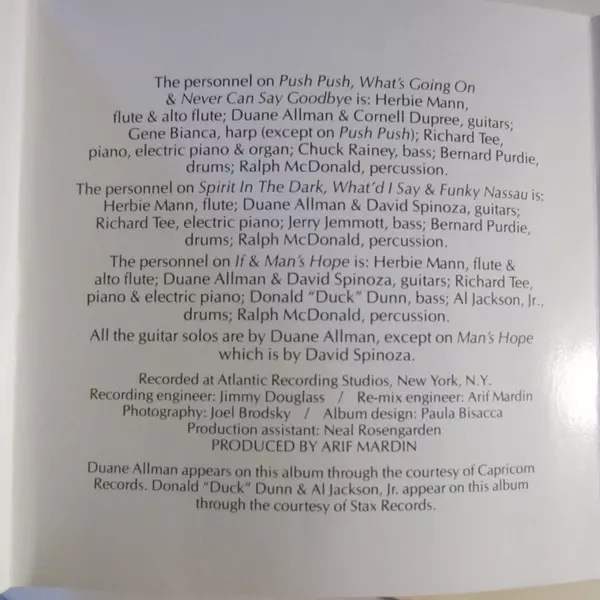 The personnel on Push Push, What's Going On
& Never Can Say Goodbye is: Herbie Mann,
flute & alto flute; Duane Allman & Cornell Dupree, guitars;
Gene Bianca, harp (except on Push Push); Richard Tee,
piano, electric piano & organ; Chuck Rainey, bass; Bernard Purdie,
drums; Ralph McDonald, percussion.
The personnel on Spirit In The Dark, What'd I Say & Funky Nassau is:
Herbie Mann, flute; Duane Allman & David Spinoza, guitars;
Richard Tee, electric piano; Jerry Jemmott, bass; Bernard Purdie,
drums; Ralph McDonald, percussion.
The personnel on If & Man's Hope is: Herbie Mann, flute &
alto flute; Duane Allman & David Spinoza, guitars; Richard Tee,
piano & electric piano; Donald "Duck" Dunn, bass; Al Jackson, Jr.,
drums; Ralph McDonald, percussion.
All the guitar solos are by Duane Allman, except on Man's Hope
which is by David Spinoza.
Recorded at Atlantic Recording Studios, New York, N.Y.
Recording engineer: Jimmy Douglass / Re-mix engineer: Arif Mardin
Photography: Joel Brodsky / Album design: Paula Bisacca
Production assistant: Neal Rosengarden
PRODUCED BY ARIF MARDIN
Duane Allman appears on this album through the courtesy of Capricorn
Records. Donald "Duck" Dunn & Al Jackson, Jr. appear on this album
through the courtesy of Stax Records.